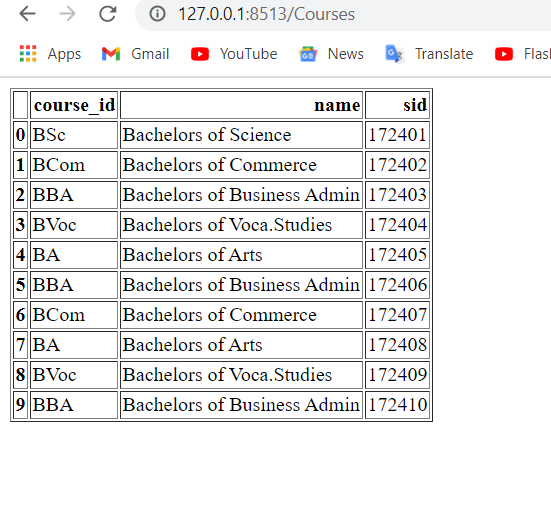 127.0.0.1:8513/Courses
Apps Gmail YouTube News Translate Flas
course_id name sid
0 BSc Bachelors of Science 172401
1 BCom Bachelors of Commerce 172402
2 BBA Bachelors of Business Admin 172403
3 BVoc Bachelors of Voca.Studies 172404
4 BA Bachelors of Arts 172405
5 BBA Bachelors of Business Admin 172406
6 BCom Bachelors of Commerce 172407
7 BA Bachelors of Arts 172408
8 BVoc Bachelors of Voca.Studies 172409
9 BBA Bachelors of Business Admin 172410